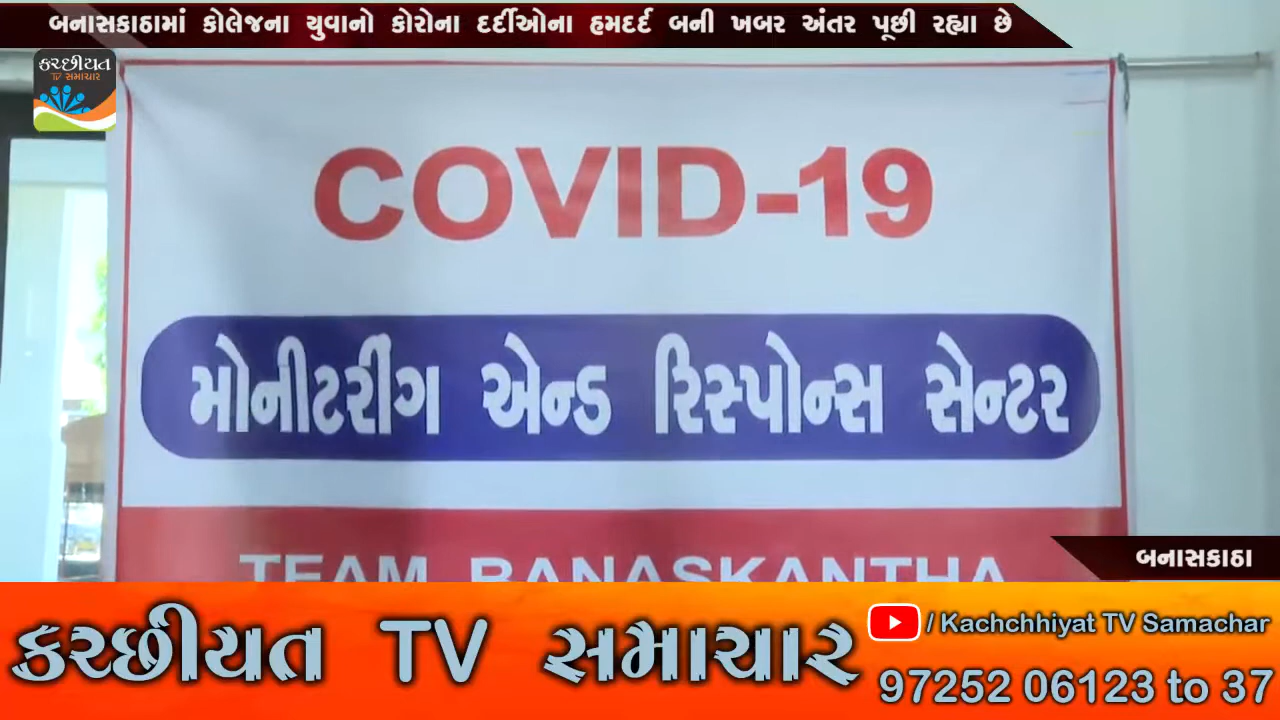 બનાસકાઠામાં કોલેજના યુવાનો કોરોના દર્દીઓના હમદર્દ બની ખબર અંતર પૂછી રહ્યા છે
કચ્છીયત
TV સમાચાર
COVID-19
મોનીટરીંગ એન્ડ રિસ્પોન્સ સેન્ટર
TEAM BANASKANTHA
બનાસકાઠા
કચ્છીયત TV સમાચાર
/ Kachchhiyat TV Samachar
97252 06123 to 37